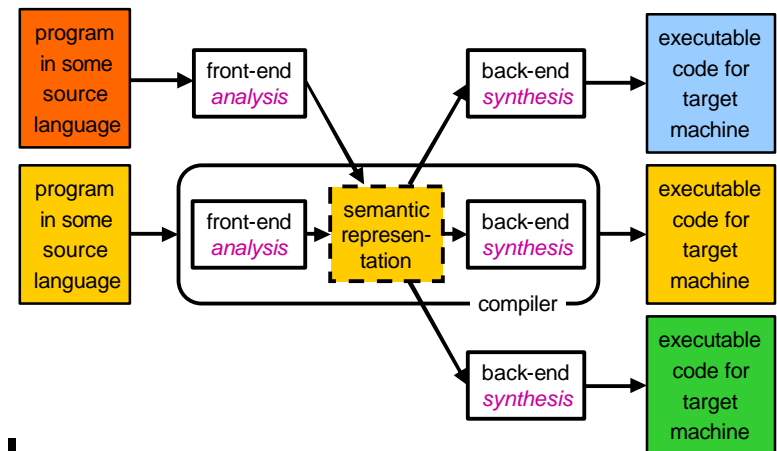 program
in some
source
language
front-end
analysis
back-end
synthesis
executable
code for
target
machine
program
in some
source
language
front-end
analysis
semantic
represen-
tation
back-end
synthesis
compiler
executable
code for
target
machine
back-end
synthesis
executable
code for
target
machine